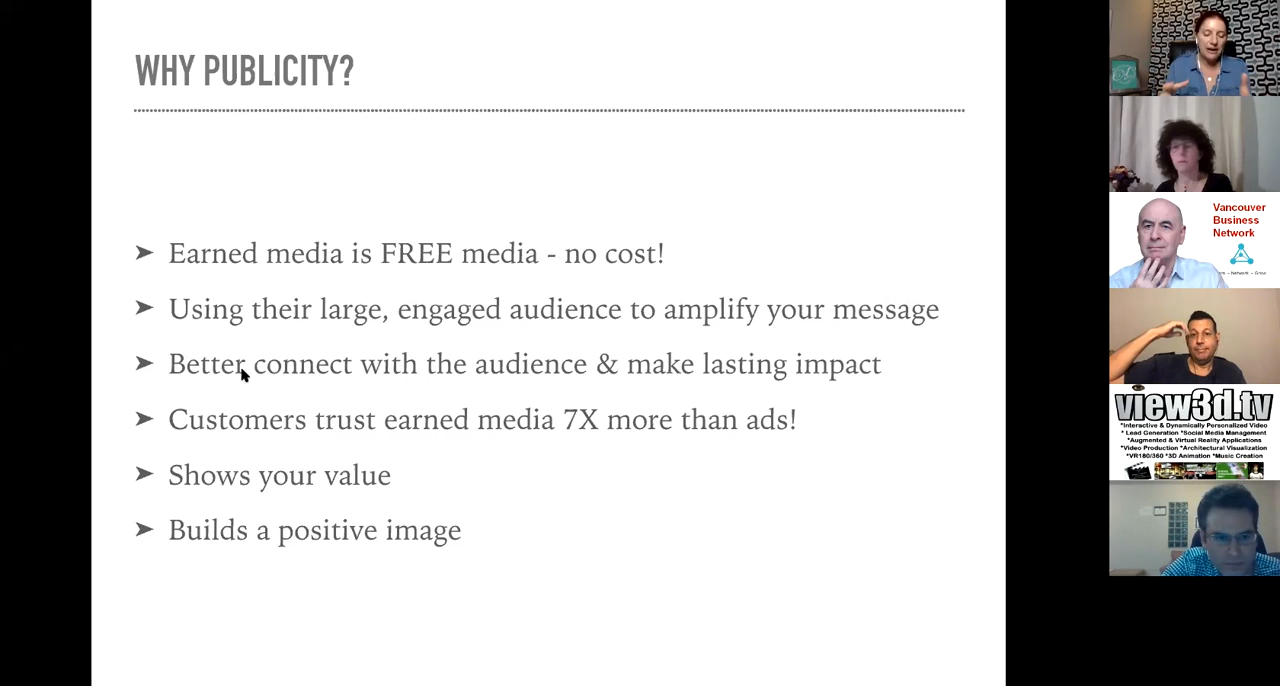 WHY PUBLICITY?
➤ Earned media is FREE media - no cost!
➤ Using their large, engaged audience to amplify your message
➤ Better connect with the audience & make lasting impact
➤ Customers trust earned media 7X more than ads!
➤ Shows your value
➤ Builds a positive image
Vancouver
Business
Network
– Network – Grow
view3d.tv
*Interactive & Dynamically Personalized Video
* Lead Generation *Social Media Management
*Augmented & Virtual Reality Applications
*Video Production *Architectural Visualization
*VR180/360 *3D Animation *Music Creation